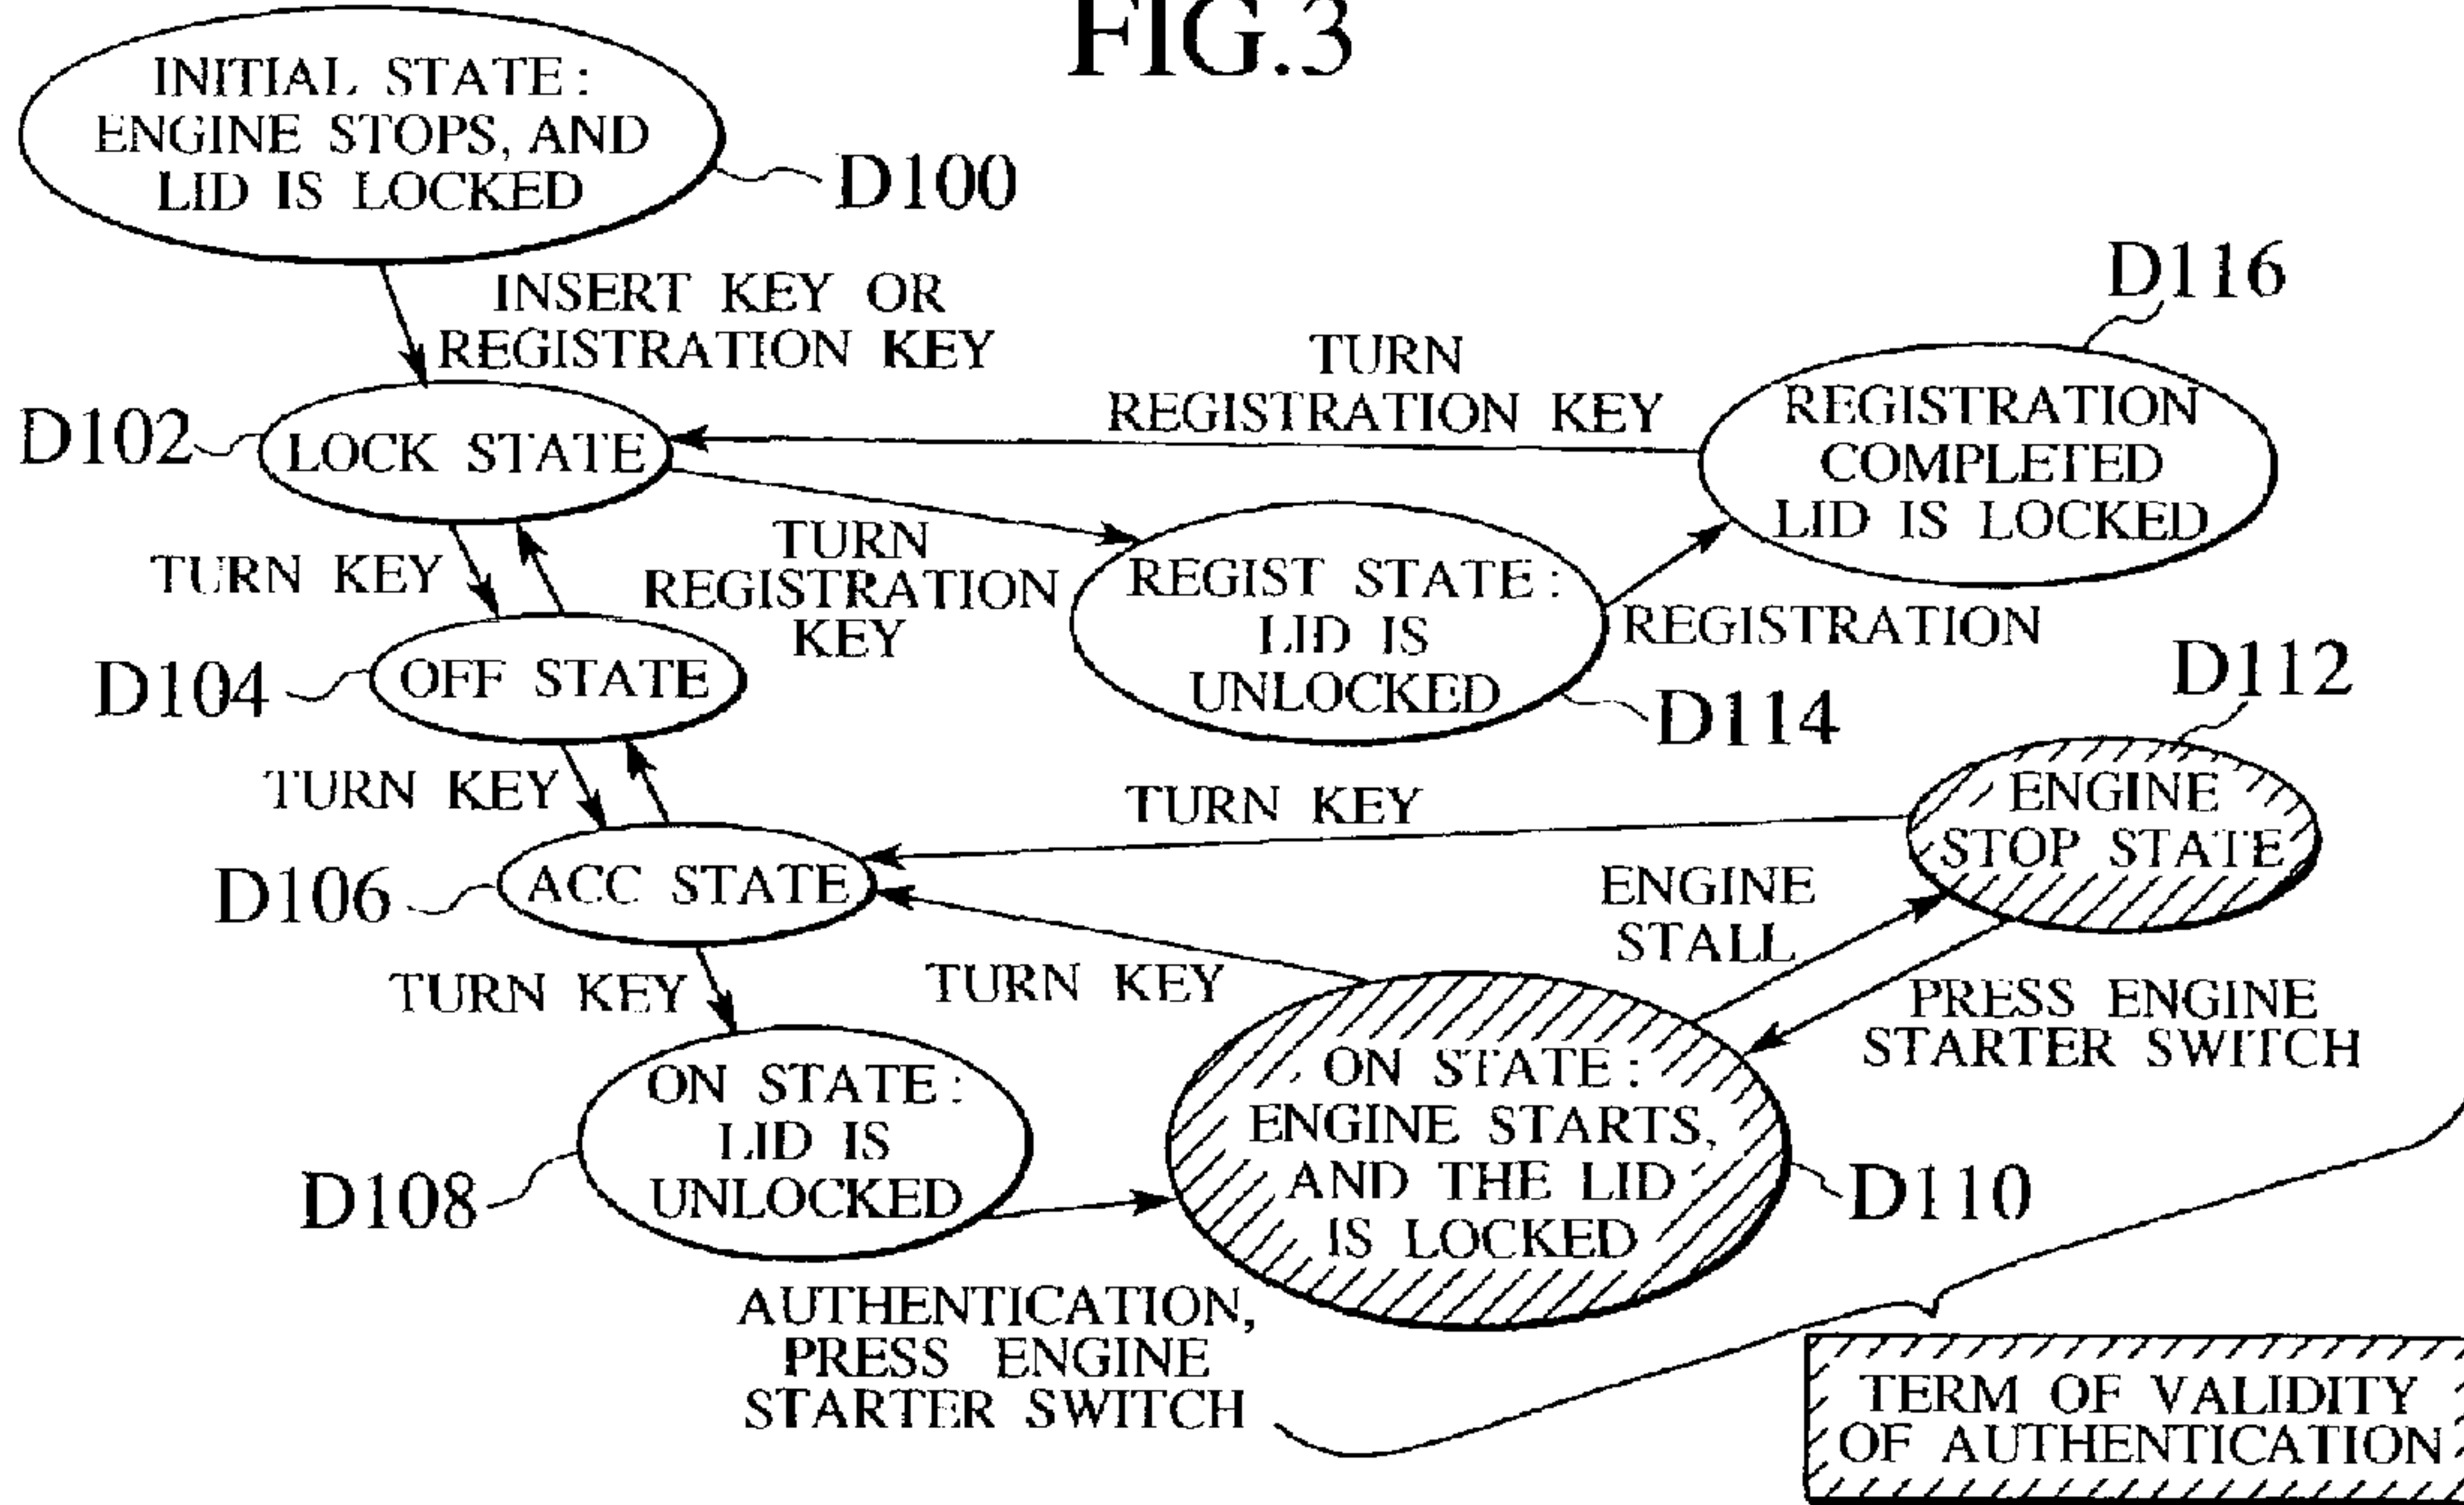 FIG.3
INITIAL STATE:
ENGINE STOPS, AND
LID IS LOCKED
D100
INSERT KEY OR
REGISTRATION KEY
D116
TURN
REGISTRATION KEY
REGISTRATION
COMPLETED
LID IS LOCKED
D102
LOCK STATE
TURN KEY
TURN
REGISTRATION
KEY
REGIST STATE:
LID IS
UNLOCKED
REGISTRATION
D114
D104
OFF STATE
D112
TURN KEY
TURN KEY
ENGINE
STOP STATE
D106
ACC STATE
ENGINE
STALL
TURN KEY
TURN KEY
PRESS ENGINE
STARTER SWITCH
ON STATE:
LID IS
UNLOCKED
D108
ON STATE:
ENGINE STARTS,
AND THE LID
IS LOCKED
D110
AUTHENTICATION,
PRESS ENGINE
STARTER SWITCH
TERM OF VALIDITY
OF AUTHENTICATION